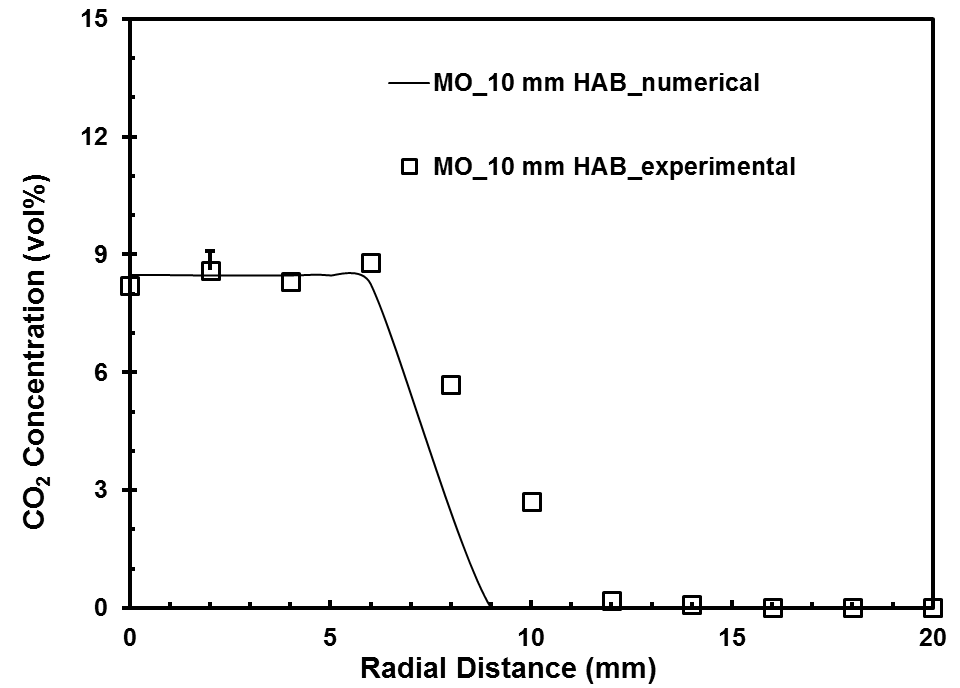 15
12
9
6
3
0
CO₂ Concentration (vol%)
MO_10 mm HAB_numerical
MO_10 mm HAB_experimental
0 5 10 15 20
Radial Distance (mm)